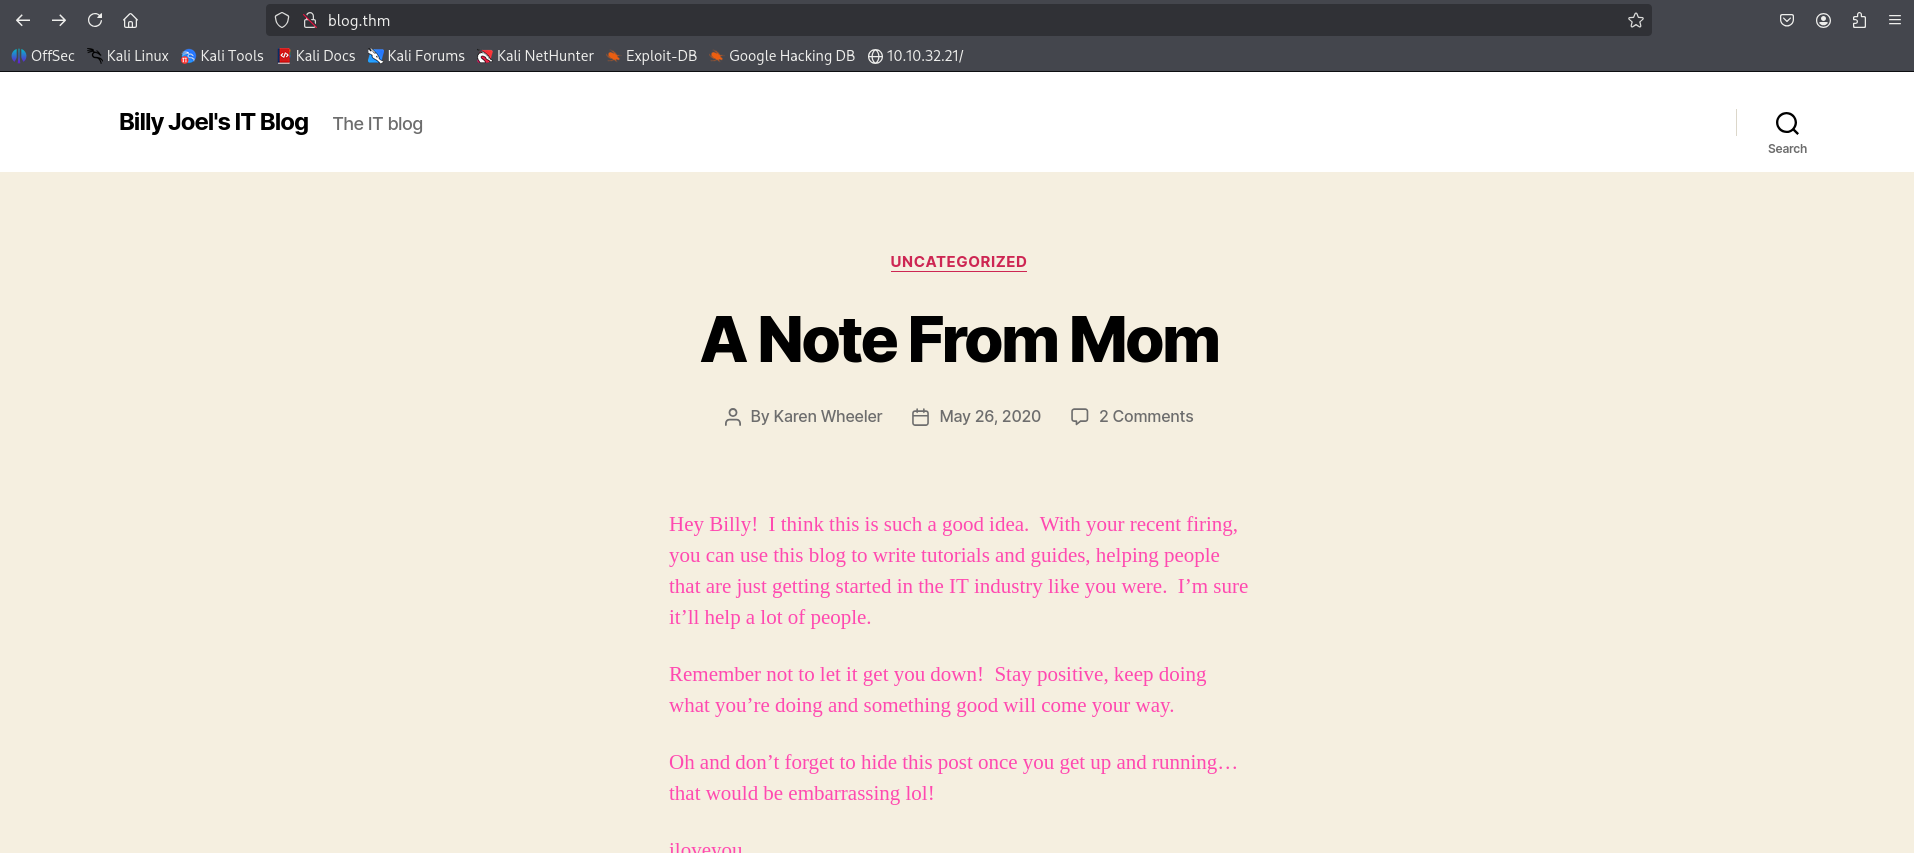 blog.thm
OffSec Kali Linux Kali Tools Kali Docs Kali Forums Kali NetHunter Exploit-DB Google Hacking DB 10.10.32.21/
Billy Joel's IT Blog The IT blog
Search
UNCATEGORIZED
A Note From Mom
By Karen Wheeler May 26, 2020 2 Comments
Hey Billy!  I think this is such a good idea.  With your recent firing,
you can use this blog to write tutorials and guides, helping people
that are just getting started in the IT industry like you were.  I’m sure
it’ll help a lot of people.
Remember not to let it get you down!  Stay positive, keep doing
what you’re doing and something good will come your way.
Oh and don’t forget to hide this post once you get up and running…
that would be embarrassing lol!
iloveyou